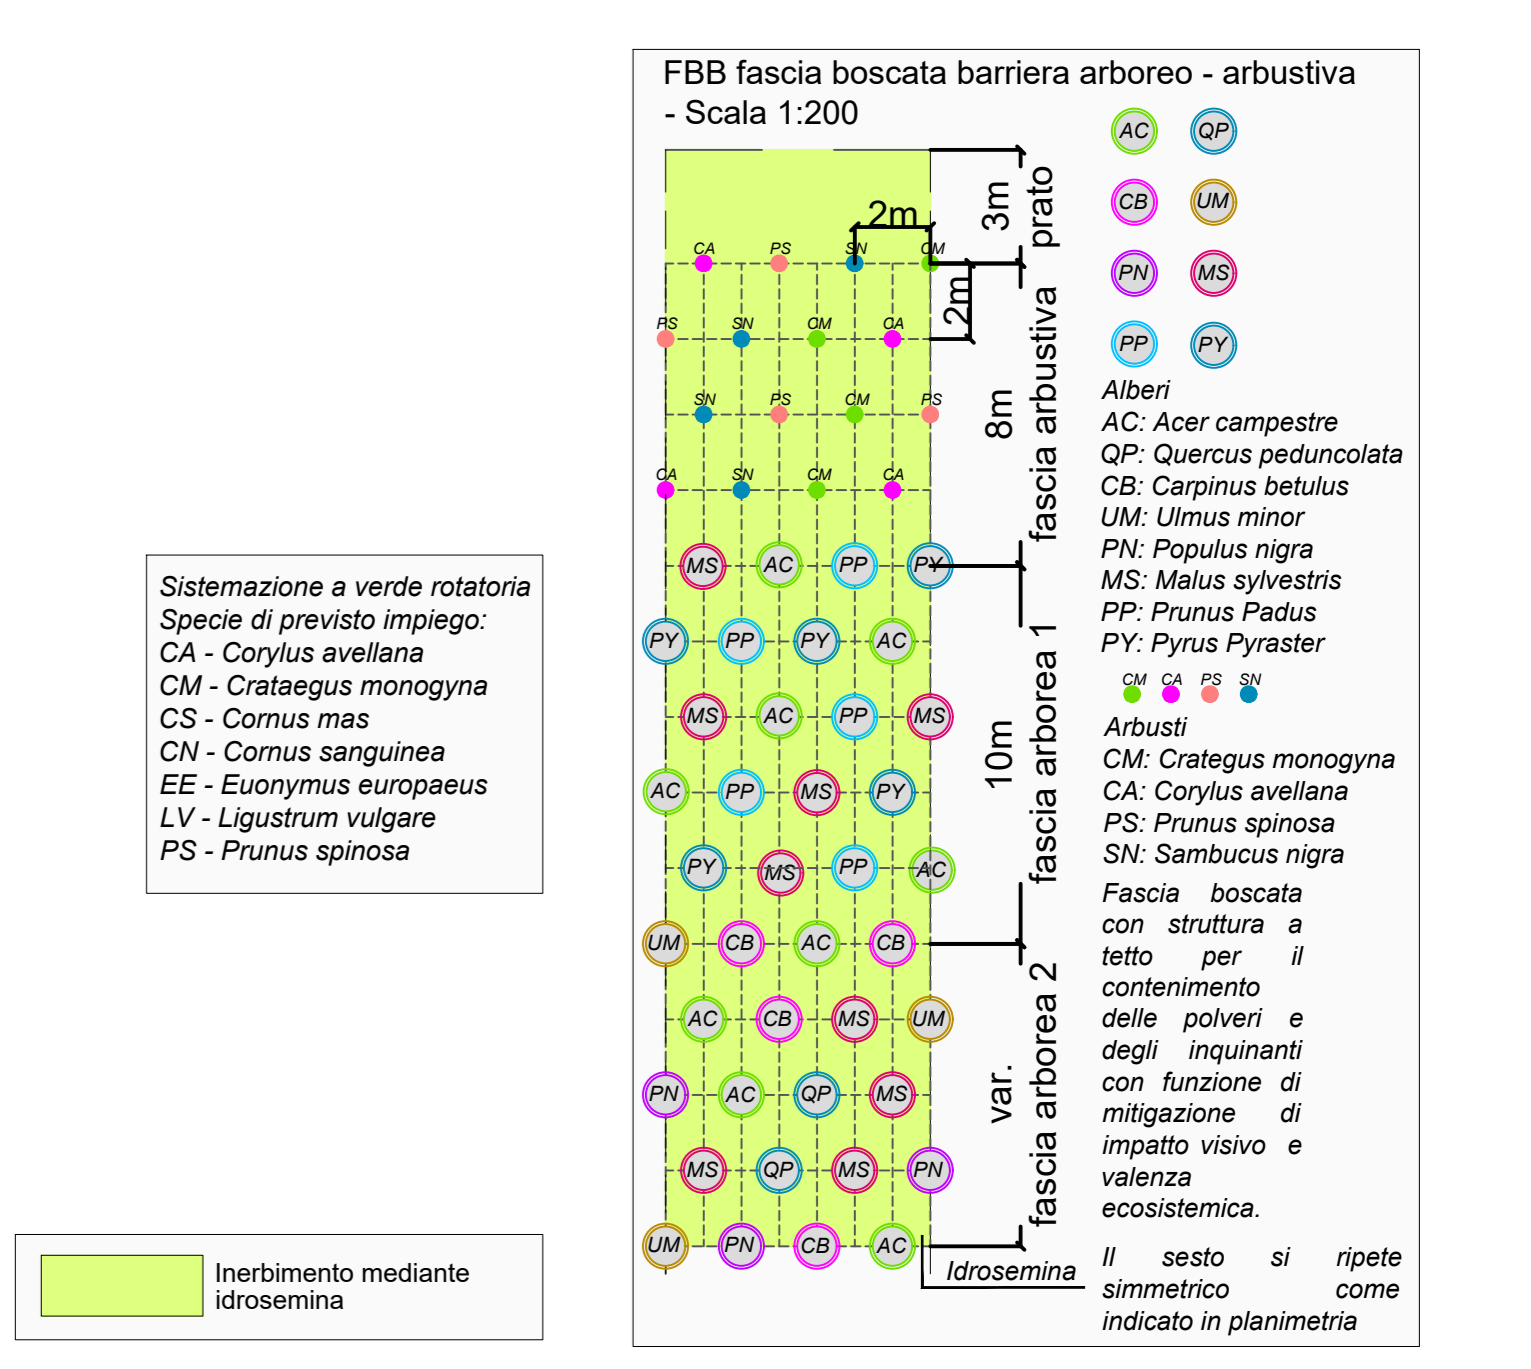 FBB fascia boscata barriera arboreo - arbustiva
- Scala 1:200
AC QP
CB UM
PN MS
PP PY
2m
3m
prato
CA PS SN CM
2m
PS SN CM CA
8m
fascia arbustiva
SN PS CM PS
CA SN CM CA
MS AC PP PY
PY PP PY AC
10m
fascia arborea 1
MS AC PP MS
AC PP MS PY
PY MS PP AC
UM CB AC CB
var.
fascia arborea 2
AC CB MS UM
PN AC QP MS
MS QP MS PN
UM PN CB AC
Idrosemina
Alberi
AC: Acer campestre
QP: Quercus peduncolata
CB: Carpinus betulus
UM: Ulmus minor
PN: Populus nigra
MS: Malus sylvestris
PP: Prunus Padus
PY: Pyrus Pyraster
CM CA PS SN
Arbusti
CM: Crategus monogyna
CA: Corylus avellana
PS: Prunus spinosa
SN: Sambucus nigra
Fascia boscata
con struttura a
tetto per il
contenimento
delle polveri e
degli inquinanti
con funzione di
mitigazione di
impatto visivo e
valenza
ecosistemica.
Il sesto si ripete
simmetrico come
indicato in planimetria
Sistemazione a verde rotatoria
Specie di previsto impiego:
CA - Corylus avellana
CM - Crataegus monogyna
CS - Cornus mas
CN - Cornus sanguinea
EE - Euonymus europaeus
LV - Ligustrum vulgare
PS - Prunus spinosa
Inerbimento mediante
idrosemina